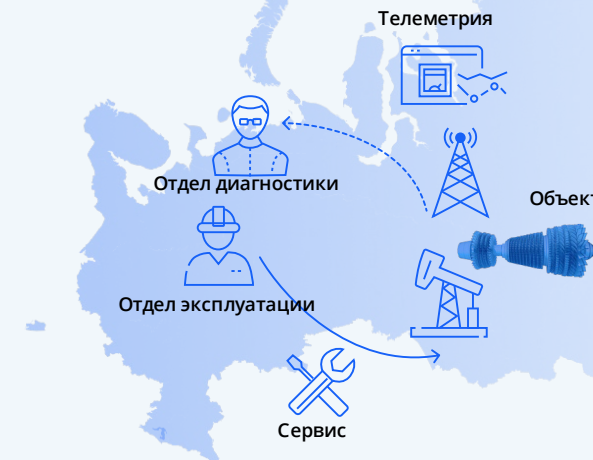 Телеметрия
Отдел диагностики
Объект
Отдел эксплуатации
Сервис